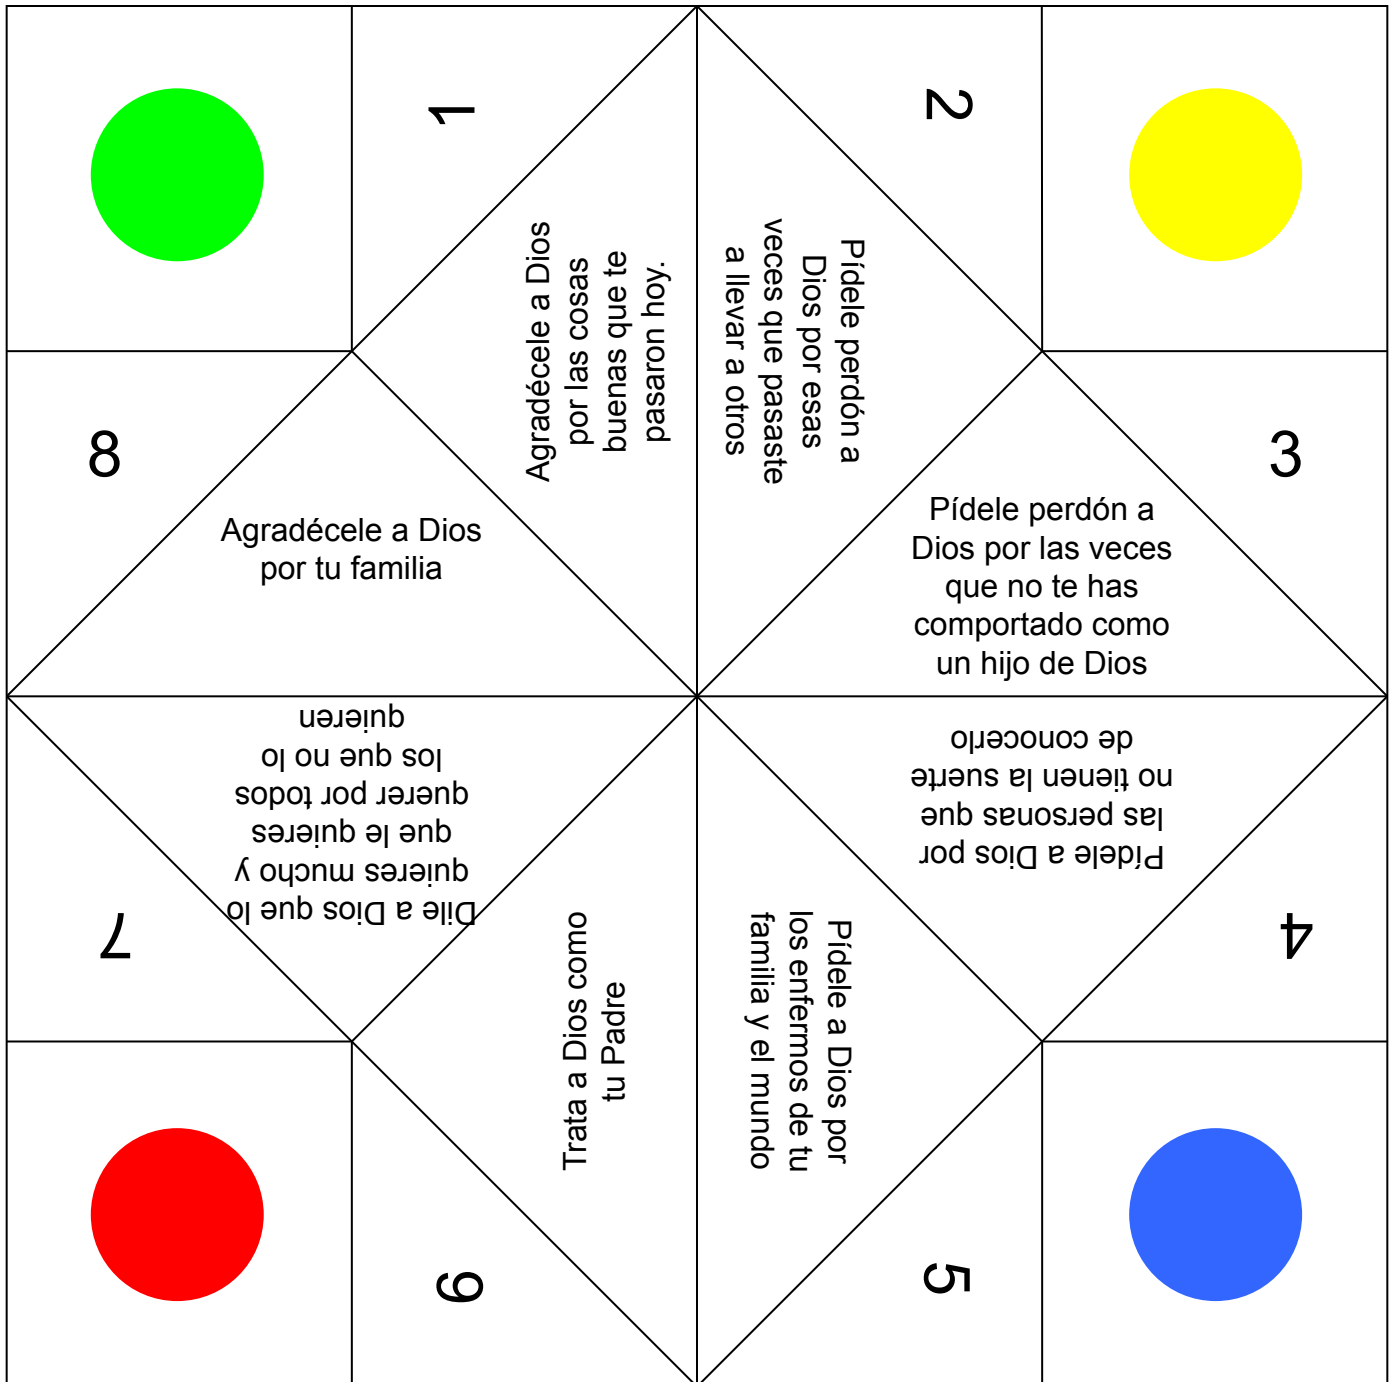 1
Agradécele a Dios
por las cosas
buenas que te
pasaron hoy.
2
Pídele perdón a
Dios por esas
veces que pasaste
a llevar a otros
3
Pídele perdón a
Dios por las veces
que no te has
comportado como
un hijo de Dios
4
Pídele a Dios por
las personas que
no tienen la suerte
de conocerlo
5
Pídele a Dios por
los enfermos de tu
familia y el mundo
6
Trata a Dios como
tu Padre
7
Dile a Dios que lo
quieres mucho y
que le quieres
querer por todos
los que no lo
quieren
8
Agradécele a Dios
por tu familia